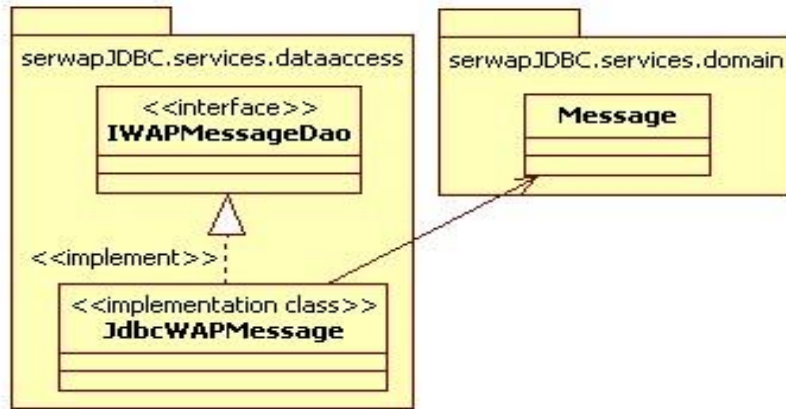 serwapJDBC.services.dataaccess
<<interface>>
IWAPMessageDao
<<implement>>
<<implementation class>>
JdbcWAPMessage
serwapJDBC.services.domain
Message